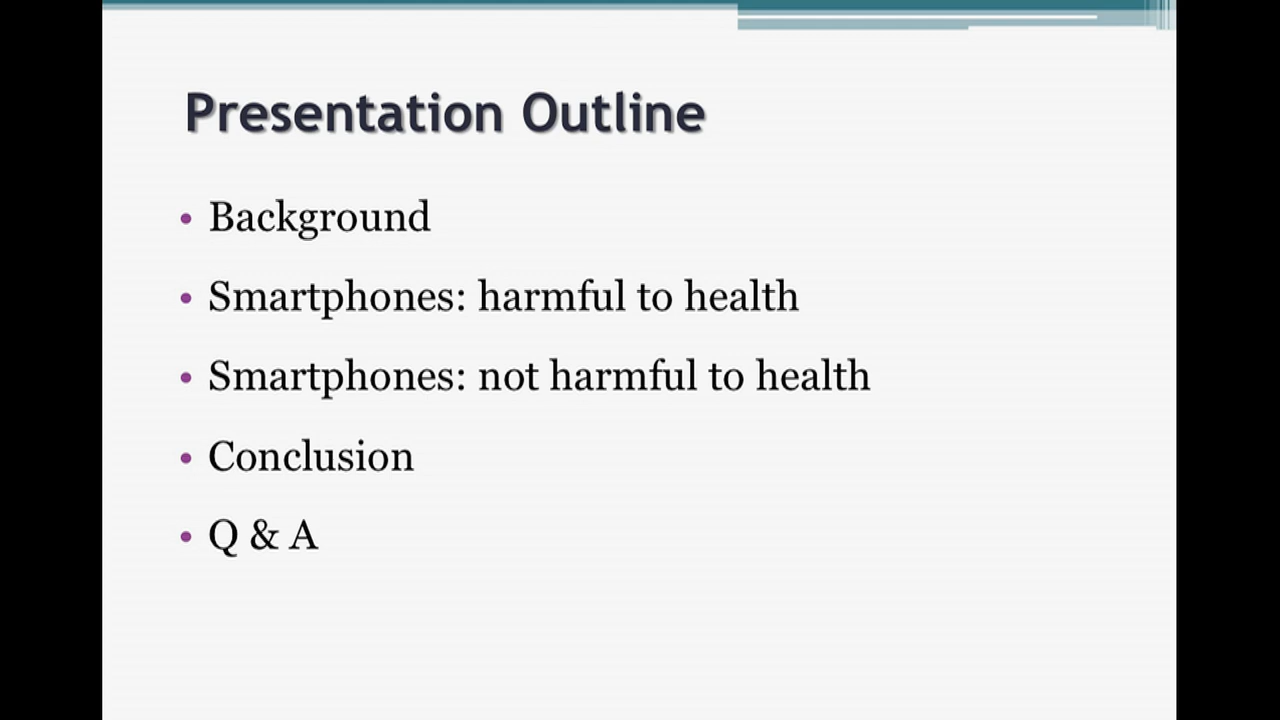 Presentation Outline
• Background
• Smartphones: harmful to health
• Smartphones: not harmful to health
• Conclusion
• Q & A